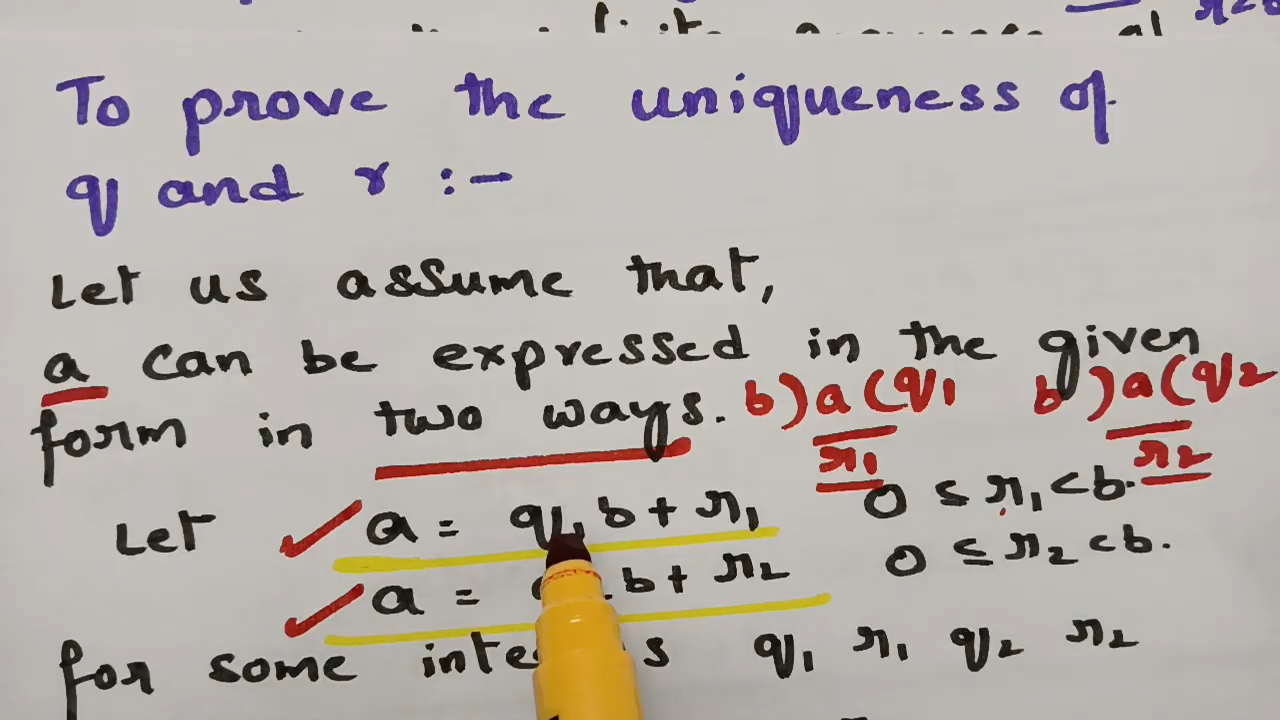 To prove the uniqueness of
q and r :-
Let us assume that,
a can be expressed in the given
form in two ways. b)a(q1 b)a(q2
r1 r2
Let a = q1b + r1 0 ≤ r1 < b.
a = b + r2 0 ≤ r2 < b.
for some q1 r1 q2 r2